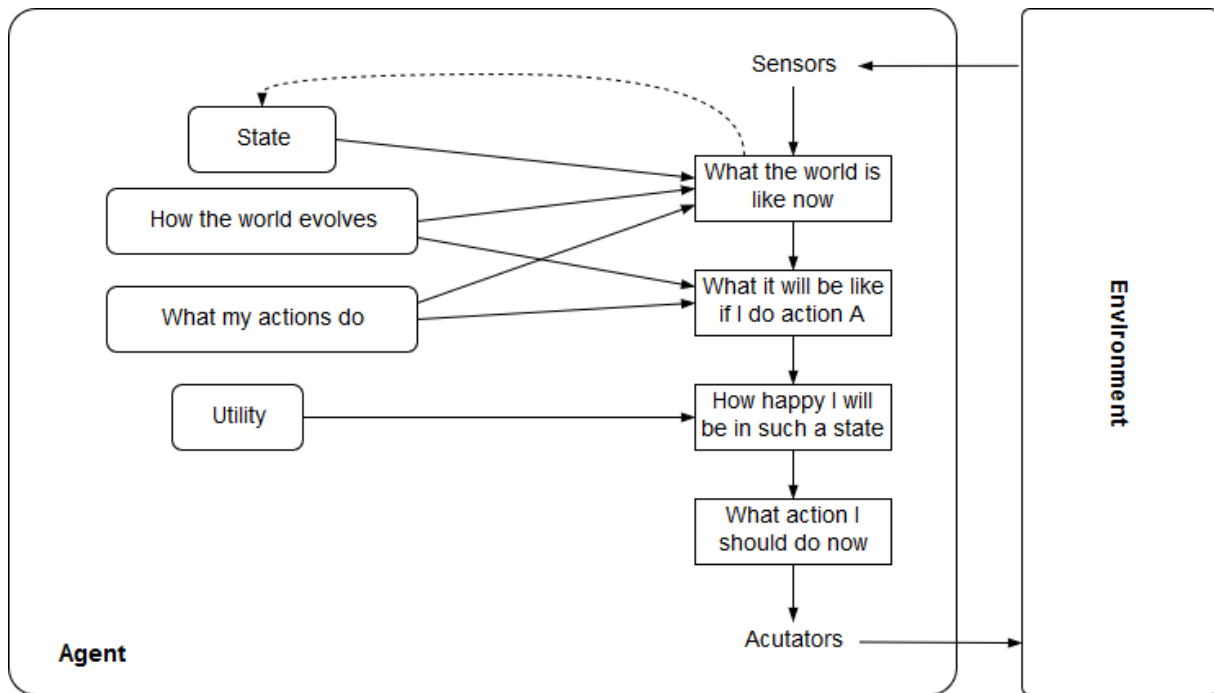 Sensors
State
What the world is
like now
How the world evolves
What it will be like
if I do action A
What my actions do
How happy I will
be in such a state
Utility
What action I
should do now
Acutators
Agent
Environment